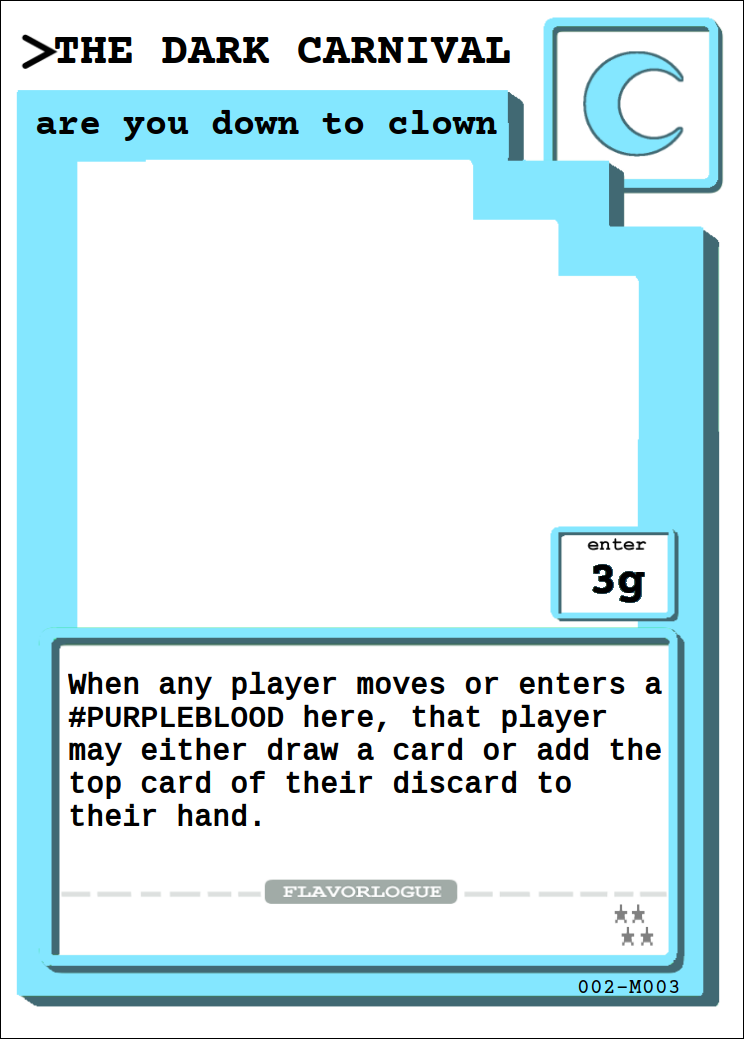 >THE DARK CARNIVAL
are you down to clown
enter
3g
When any player moves or enters a
#PURPLEBLOOD here, that player
may either draw a card or add the
top card of their discard to
their hand.
FLAVORLOGUE
002-M003